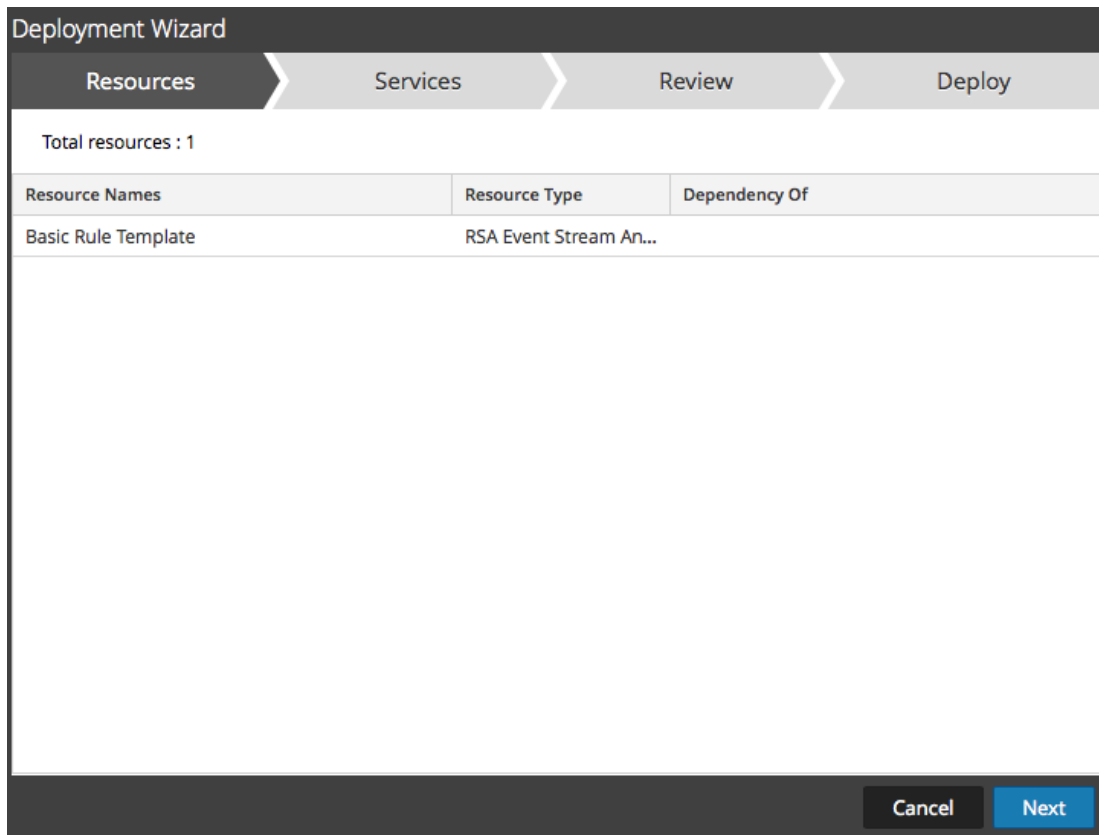 Deployment Wizard
Resources Services Review Deploy
Total resources : 1
Resource Names Resource Type Dependency Of
Basic Rule Template RSA Event Stream An...
Cancel Next